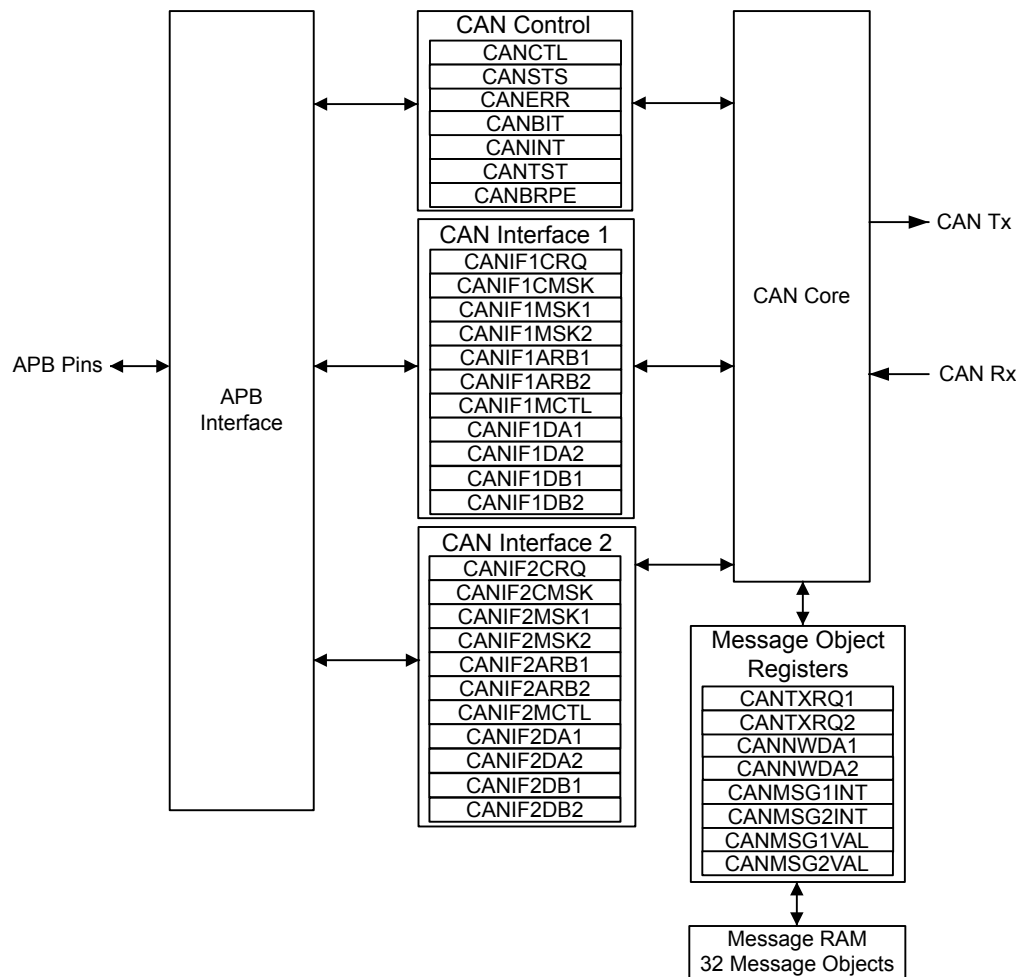 CAN Control
CANCTL
CANSTS
CANERR
CANBIT
CANINT
CANTST
CANBRPE
CAN Interface 1
CANIF1CRQ
CANIF1CMSK
CANIF1MSK1
CANIF1MSK2
CANIF1ARB1
CANIF1ARB2
CANIF1MCTL
CANIF1DA1
CANIF1DA2
CANIF1DB1
CANIF1DB2
CAN Interface 2
CANIF2CRQ
CANIF2CMSK
CANIF2MSK1
CANIF2MSK2
CANIF2ARB1
CANIF2ARB2
CANIF2MCTL
CANIF2DA1
CANIF2DA2
CANIF2DB1
CANIF2DB2
APB Pins
APB
Interface
CAN Core
CAN Tx
CAN Rx
Message Object
Registers
CANTXRQ1
CANTXRQ2
CANNWDA1
CANNWDA2
CANMSG1INT
CANMSG2INT
CANMSG1VAL
CANMSG2VAL
Message RAM
32 Message Objects